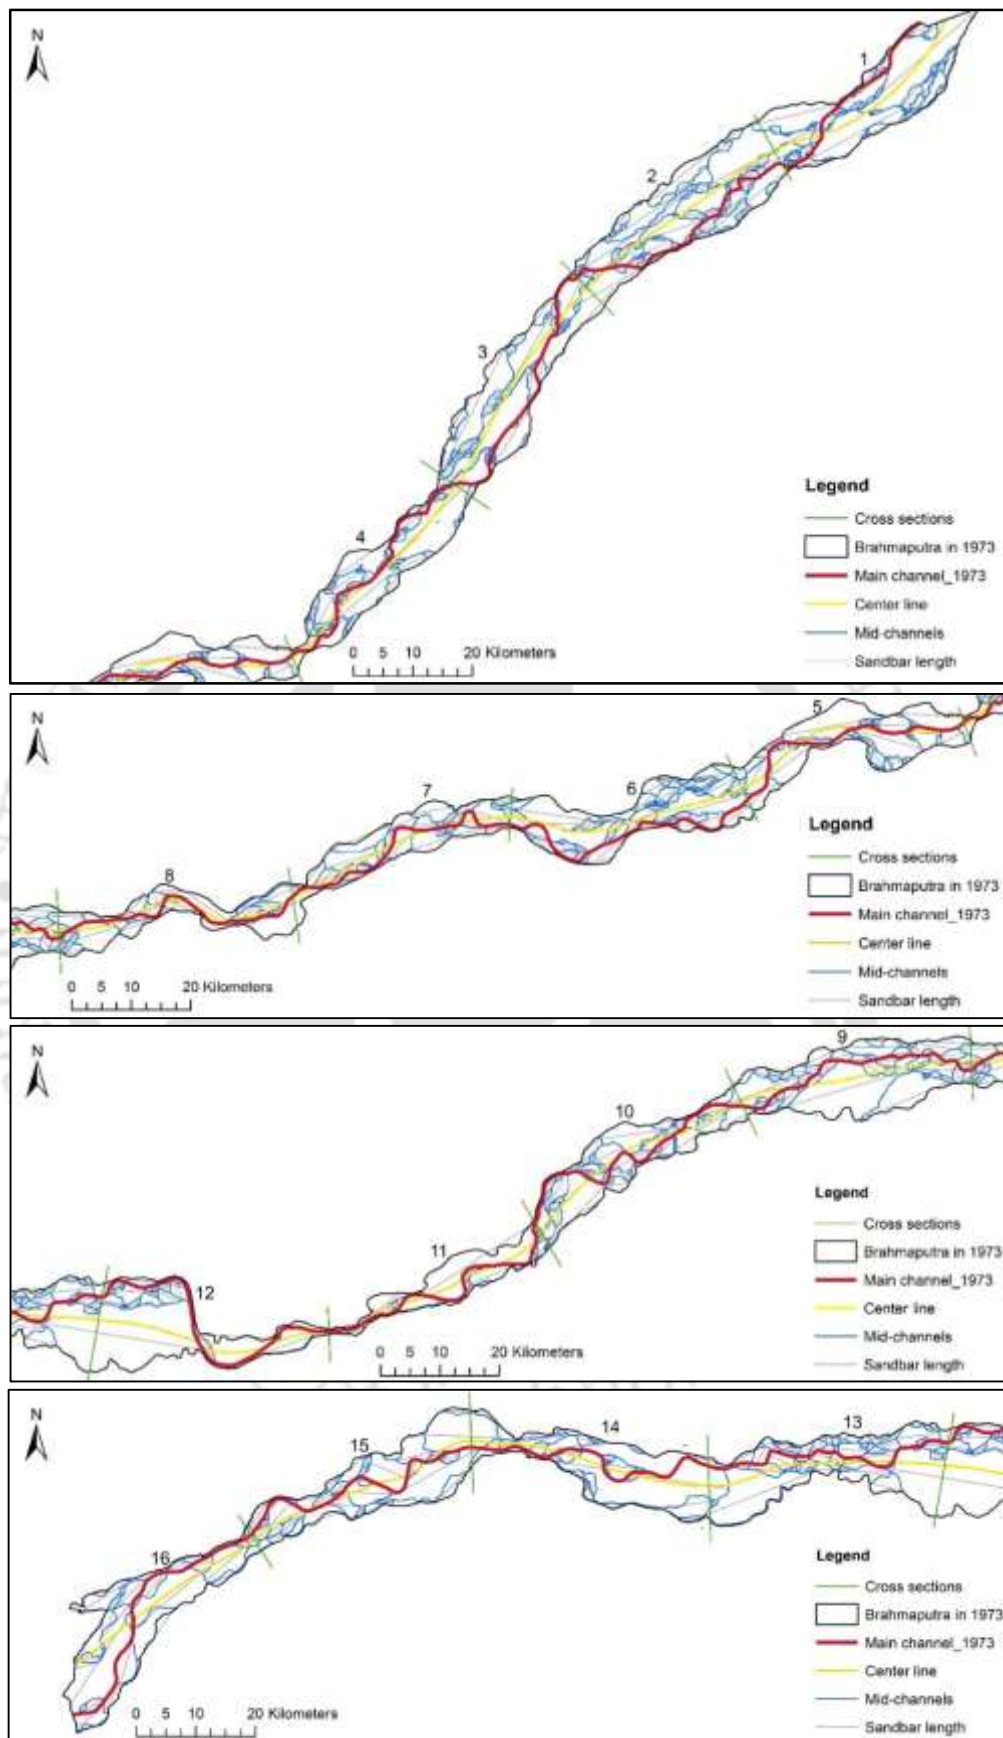 N
1
2
3
4
Legend
Cross sections
Brahmaputra in 1973
Main channel_1973
Center line
Mid-channels
Sandbar length
0 5 10 20 Kilometers
N
5
6
7
8
Legend
Cross sections
Brahmaputra in 1973
Main channel_1973
Center line
Mid-channels
Sandbar length
0 5 10 20 Kilometers
N
9
10
11
12
Legend
Cross sections
Brahmaputra in 1973
Main channel_1973
Center line
Mid-channels
Sandbar length
0 5 10 20 Kilometers
N
13
14
15
16
Legend
Cross sections
Brahmaputra in 1973
Main channel_1973
Center line
Mid-channels
Sandbar length
0 5 10 20 Kilometers